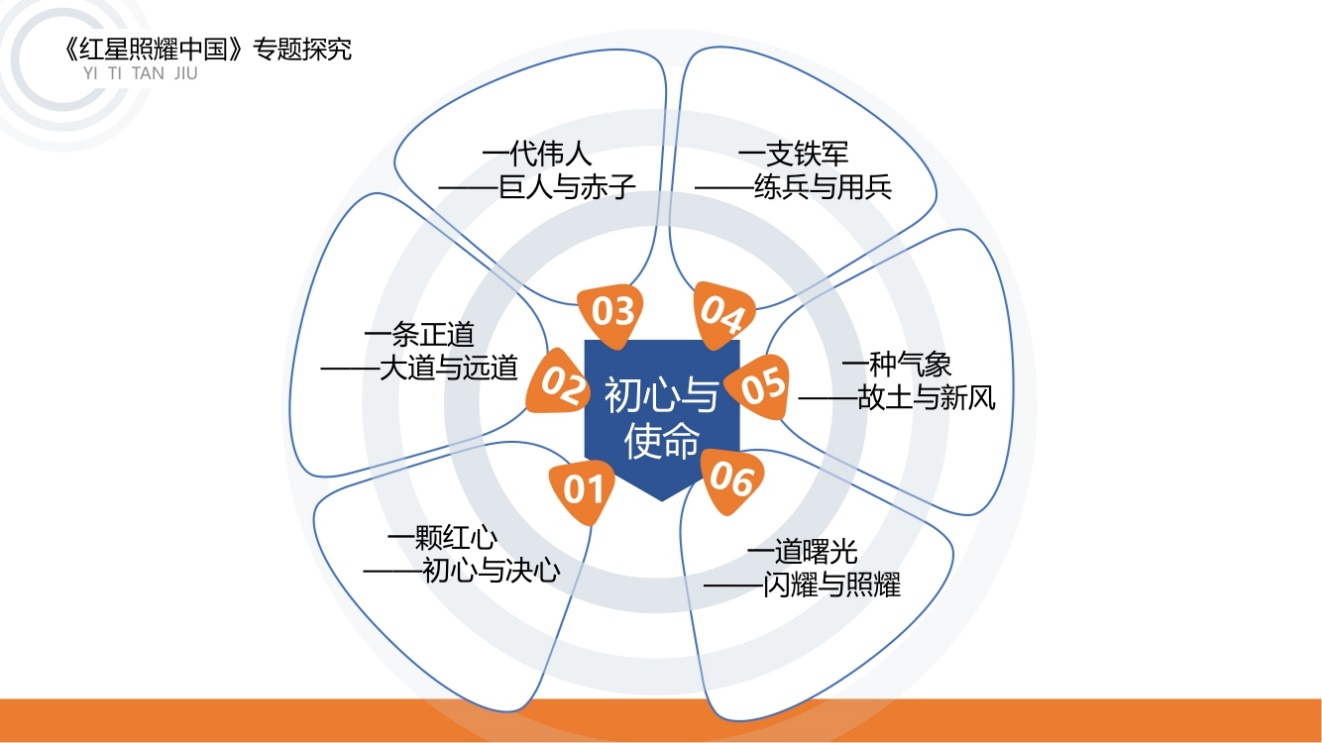 《红星照耀中国》专题探究
YI TI TAN JIU
一代伟人
——巨人与赤子
03
一支铁军
——练兵与用兵
04
一条正道
——大道与远道
02
初心与
使命
05
一种气象
——故土与新风
01
一颗红心
——初心与决心
06
一道曙光
——闪耀与照耀